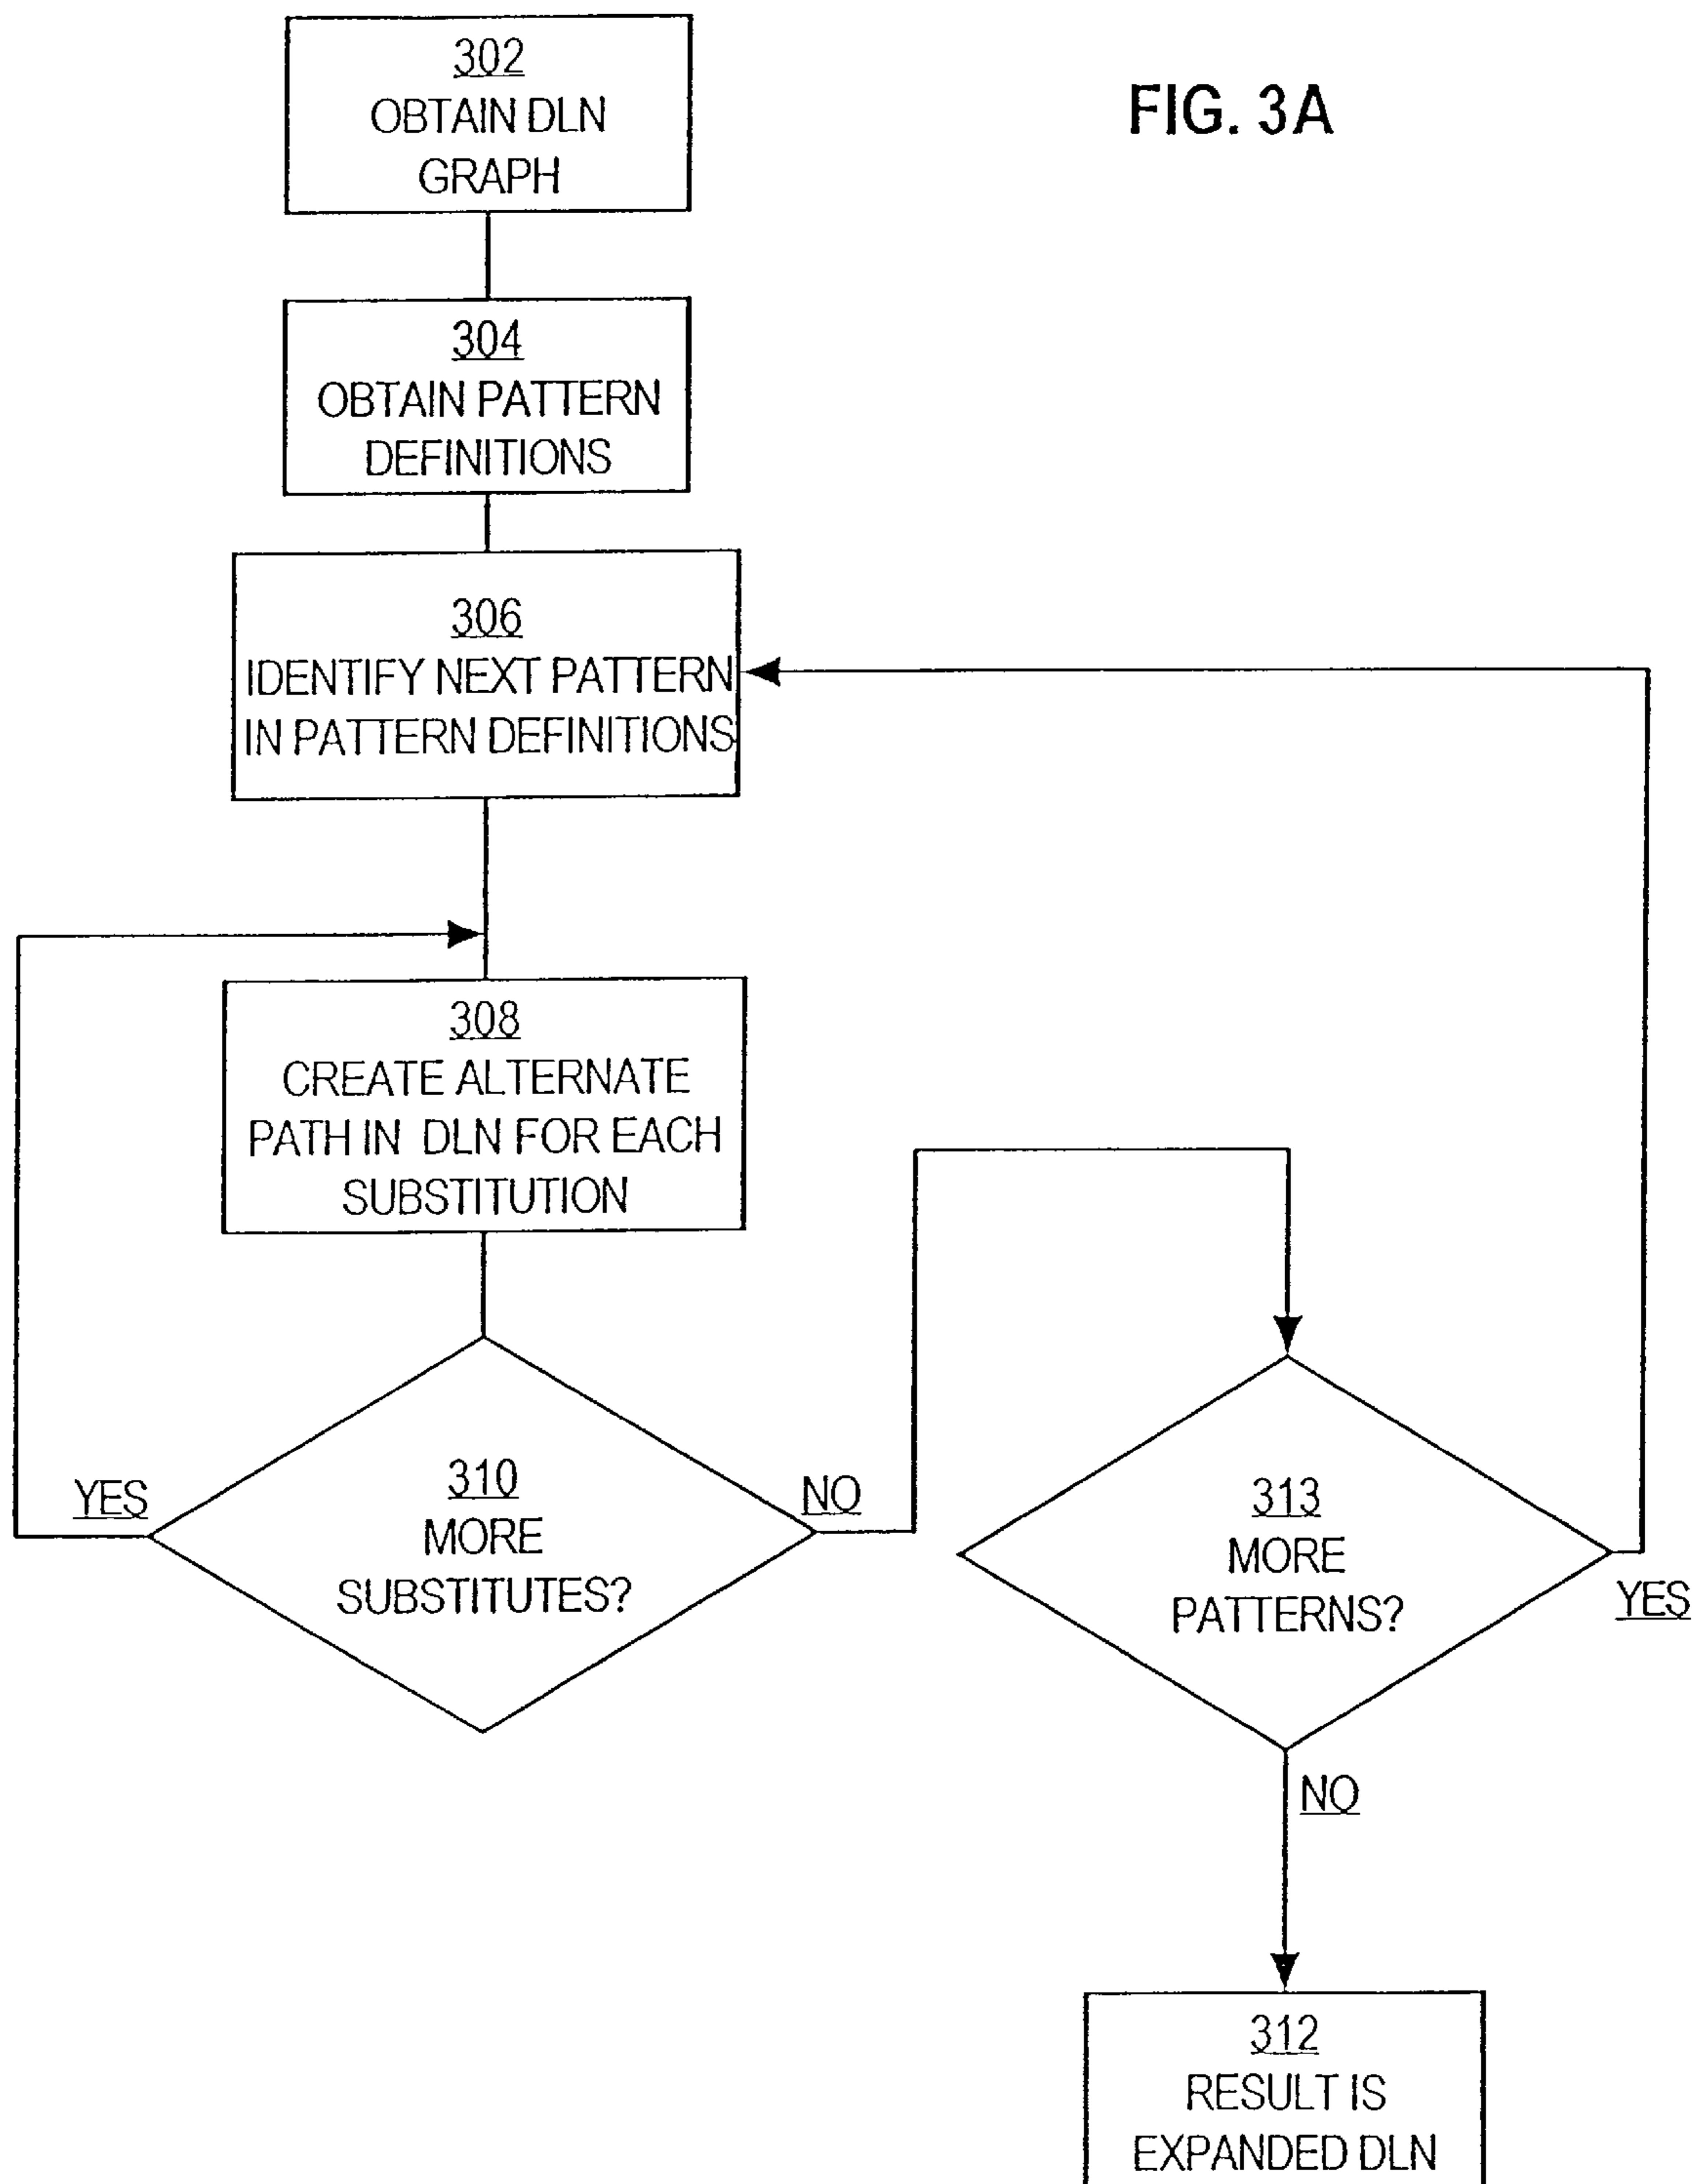 302
OBTAIN DLN
GRAPH
FIG. 3A
304
OBTAIN PATTERN
DEFINITIONS
306
IDENTIFY NEXT PATTERN
IN PATTERN DEFINITIONS
308
CREATE ALTERNATE
PATH IN DLN FOR EACH
SUBSTITUTION
YES
310
MORE
SUBSTITUTES?
NO
313
MORE
PATTERNS?
YES
NO
312
RESULT IS
EXPANDED DLN